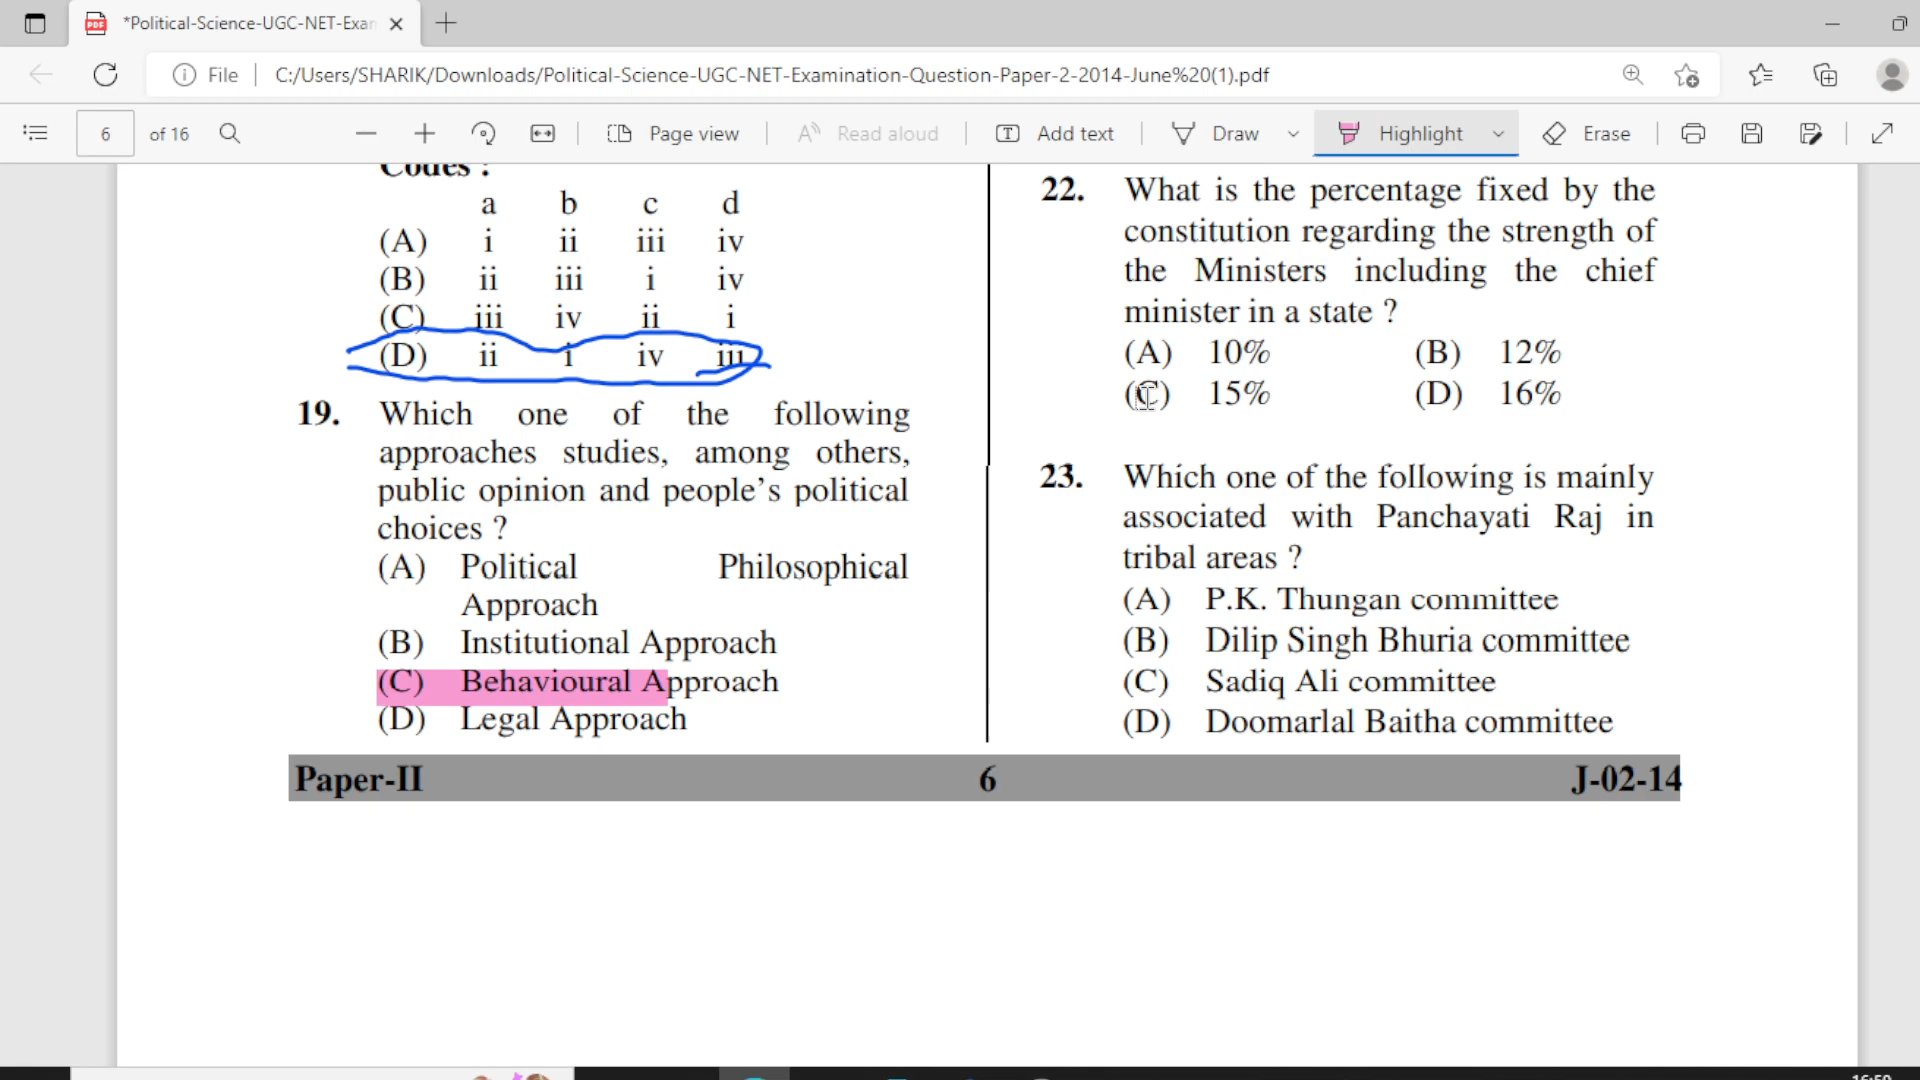 *Political-Science-UGC-NET-Exan
File
C:/Users/SHARIK/Downloads/Political-Science-UGC-NET-Examination-Question-Paper-2-2014-June%20(1).pdf
6 of 16
Page view
Read aloud
Add text
Draw
Highlight
Erase
Codes :
a b c d
(A) i ii iii iv
(B) ii iii i iv
(C) iii iv ii i
(D) ii i iv iii
19. Which one of the following
approaches studies, among others,
public opinion and people's political
choices ?
(A) Political Philosophical
Approach
(B) Institutional Approach
(C) Behavioural Approach
(D) Legal Approach
22. What is the percentage fixed by the
constitution regarding the strength of
the Ministers including the chief
minister in a state ?
(A) 10% (B) 12%
(C) 15% (D) 16%
23. Which one of the following is mainly
associated with Panchayati Raj in
tribal areas ?
(A) P.K. Thungan committee
(B) Dilip Singh Bhuria committee
(C) Sadiq Ali committee
(D) Doomarlal Baitha committee
Paper-II 6 J-02-14